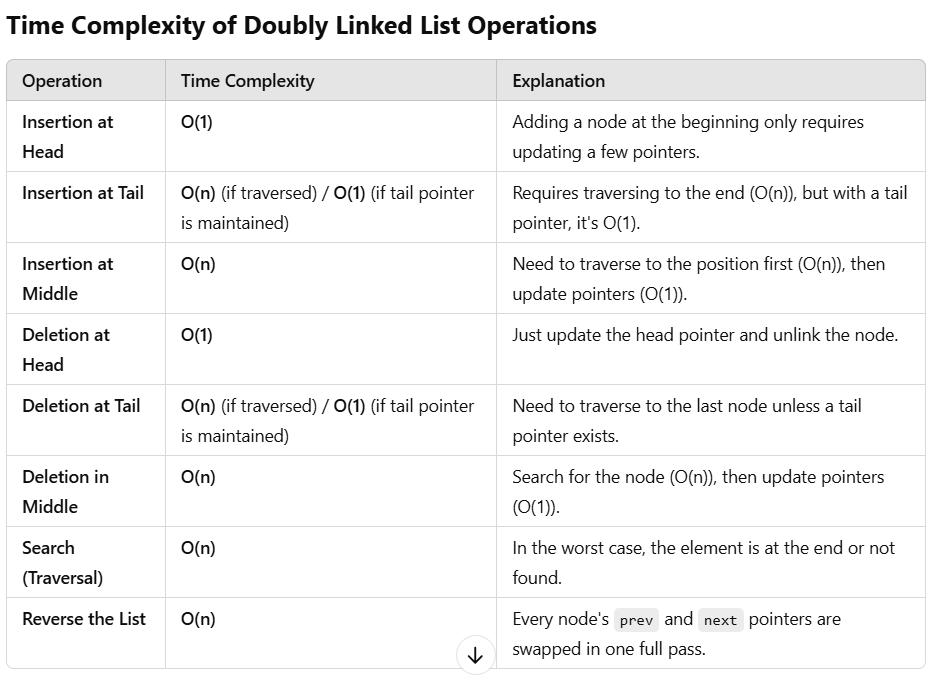 Time Complexity of Doubly Linked List Operations
Operation
Time Complexity
Explanation
Insertion at
Head
O(1)
Adding a node at the beginning only requires
updating a few pointers.
Insertion at Tail
O(n) (if traversed) / O(1) (if tail pointer
is maintained)
Requires traversing to the end (O(n)), but with a tail
pointer, it's O(1).
Insertion at
Middle
O(n)
Need to traverse to the position first (O(n)), then
update pointers (O(1)).
Deletion at
Head
O(1)
Just update the head pointer and unlink the node.
Deletion at Tail
O(n) (if traversed) / O(1) (if tail pointer
is maintained)
Need to traverse to the last node unless a tail
pointer exists.
Deletion in
Middle
O(n)
Search for the node (O(n)), then update pointers
(O(1)).
Search
(Traversal)
O(n)
In the worst case, the element is at the end or not
found.
Reverse the List
O(n)
Every node's prev and next pointers are
swapped in one full pass.